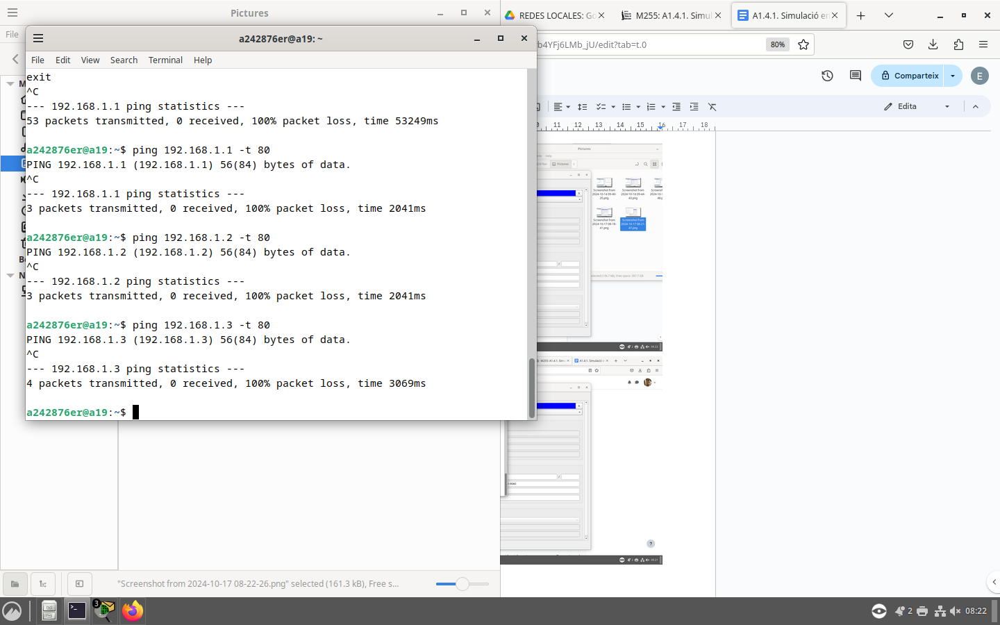 Pictures
File
a242876er@a19: ~
File Edit View Search Terminal Help
exit
^C
--- 192.168.1.1 ping statistics ---
53 packets transmitted, 0 received, 100% packet loss, time 53249ms
a242876er@a19:~$ ping 192.168.1.1 -t 80
PING 192.168.1.1 (192.168.1.1) 56(84) bytes of data.
^C
--- 192.168.1.1 ping statistics ---
3 packets transmitted, 0 received, 100% packet loss, time 2041ms
a242876er@a19:~$ ping 192.168.1.2 -t 80
PING 192.168.1.2 (192.168.1.2) 56(84) bytes of data.
^C
--- 192.168.1.2 ping statistics ---
3 packets transmitted, 0 received, 100% packet loss, time 2041ms
a242876er@a19:~$ ping 192.168.1.3 -t 80
PING 192.168.1.3 (192.168.1.3) 56(84) bytes of data.
^C
--- 192.168.1.3 ping statistics ---
4 packets transmitted, 0 received, 100% packet loss, time 3069ms
a242876er@a19:~$
"Screenshot from 2024-10-17 08-22-26.png" selected (161.3 kB), Free s...
REDES LOCALES: Go
M255: A1.4.1. Simul
A1.4.1. Simulació en
b4YFj6LMb_jU/edit?tab=t.0
80%
Comparteix
E
Edita
11 12 13 14 15 16 17 18
Pictures
Help
Pictures
3
2
08:22